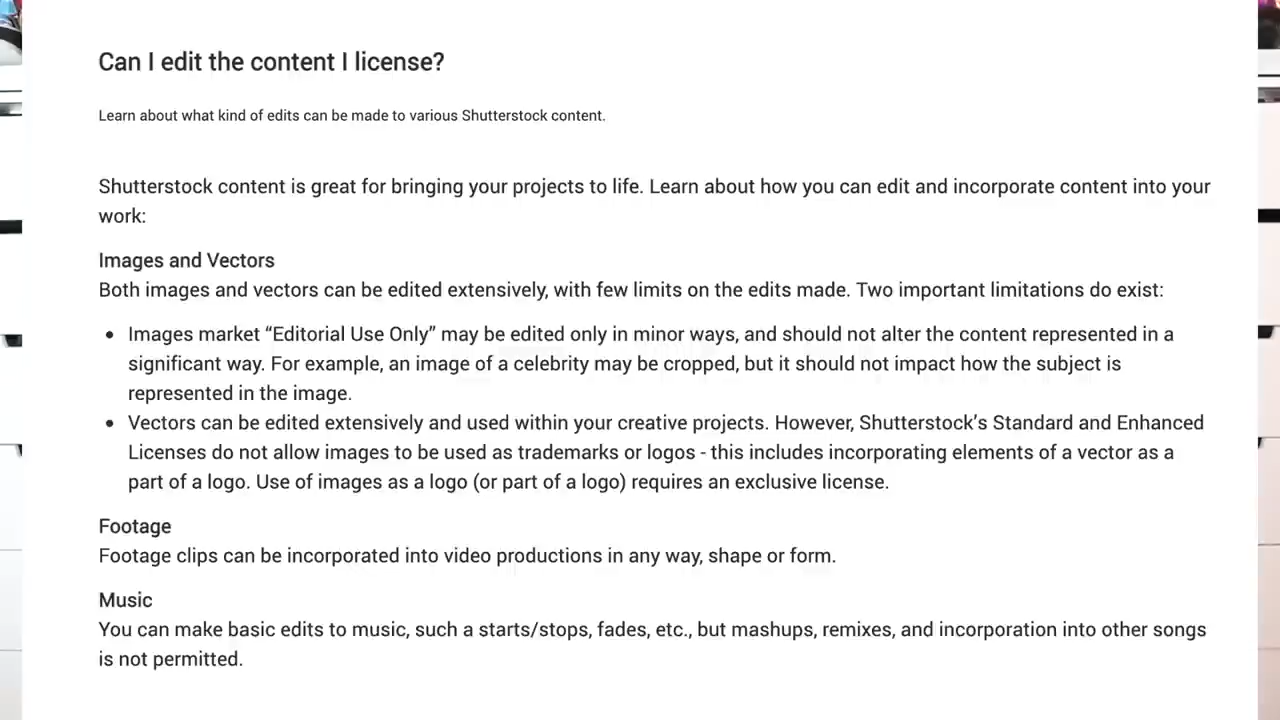 Can I edit the content I license?
Learn about what kind of edits can be made to various Shutterstock content.
Shutterstock content is great for bringing your projects to life. Learn about how you can edit and incorporate content into your
work:
Images and Vectors
Both images and vectors can be edited extensively, with few limits on the edits made. Two important limitations do exist:
• Images market “Editorial Use Only” may be edited only in minor ways, and should not alter the content represented in a
significant way. For example, an image of a celebrity may be cropped, but it should not impact how the subject is
represented in the image.
• Vectors can be edited extensively and used within your creative projects. However, Shutterstock’s Standard and Enhanced
Licenses do not allow images to be used as trademarks or logos - this includes incorporating elements of a vector as a
part of a logo. Use of images as a logo (or part of a logo) requires an exclusive license.
Footage
Footage clips can be incorporated into video productions in any way, shape or form.
Music
You can make basic edits to music, such a starts/stops, fades, etc., but mashups, remixes, and incorporation into other songs
is not permitted.